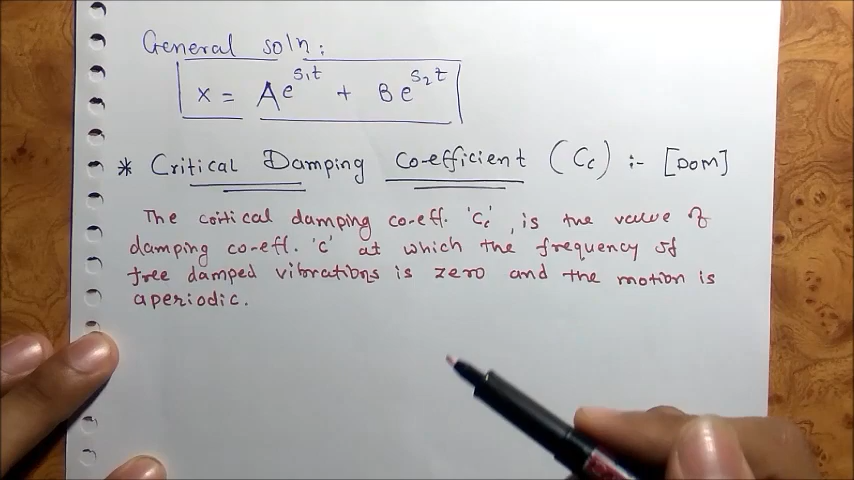 General soln:
x = Ae^{s₁t} + Be^{s₂t}
* Critical Damping Co-efficient (Cc) :- [DOM]
The coitical damping co-eff. 'Cc', is the value of
damping co-eff. 'c' at which the frequency of
free damped vibrations is zero and the motion is
aperiodic.